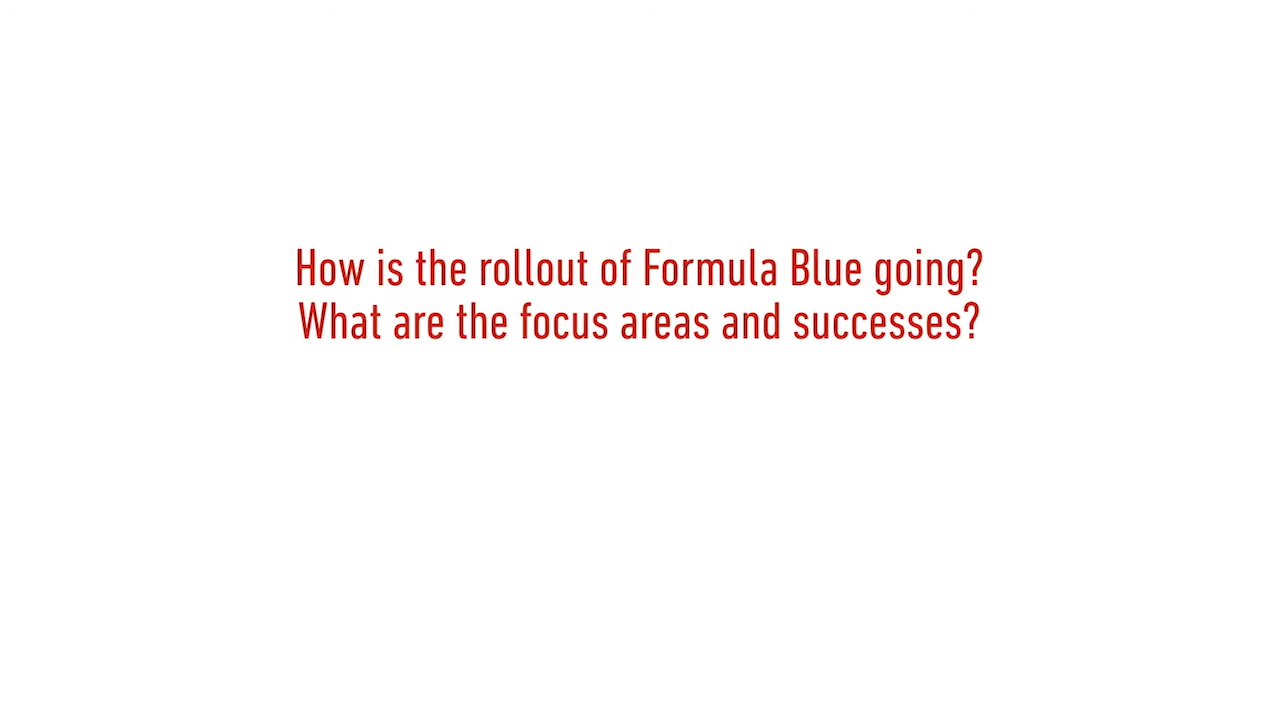 How is the rollout of Formula Blue going?
What are the focus areas and successes?